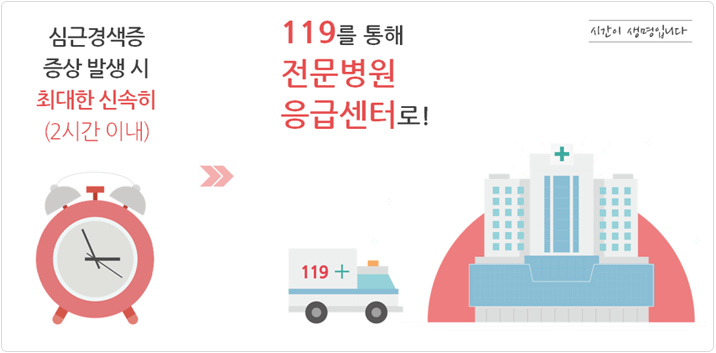 심근경색증
증상 발생 시
최대한 신속히
(2시간 이내)
119를 통해
전문병원
응급센터로!
시간이 생명입니다
119